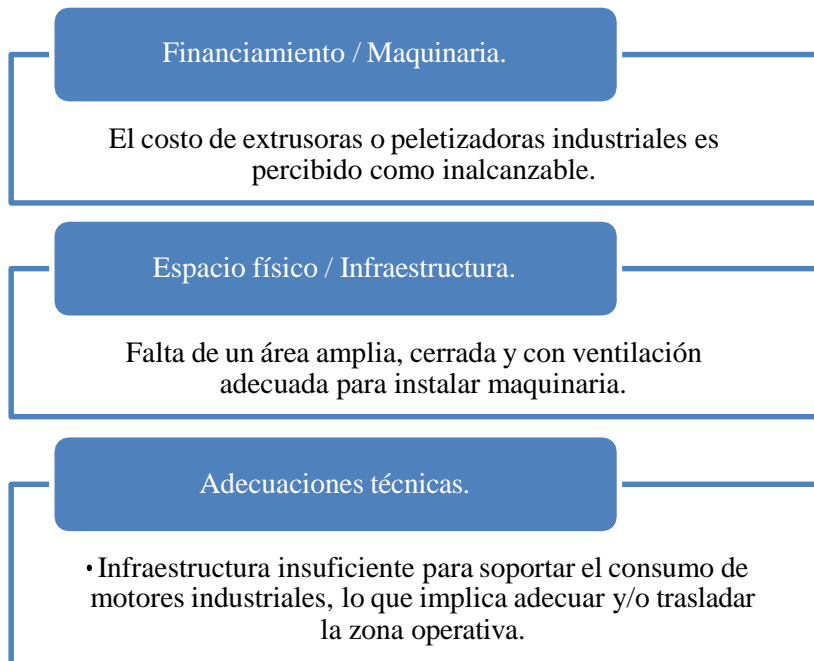 Financiamiento / Maquinaria.
El costo de extrusoras o peletizadoras industriales es
percibido como inalcanzable.
Espacio físico / Infraestructura.
Falta de un área amplia, cerrada y con ventilación
adecuada para instalar maquinaria.
Adecuaciones técnicas.
• Infraestructura insuficiente para soportar el consumo de
motores industriales, lo que implica adecuar y/o trasladar
la zona operativa.